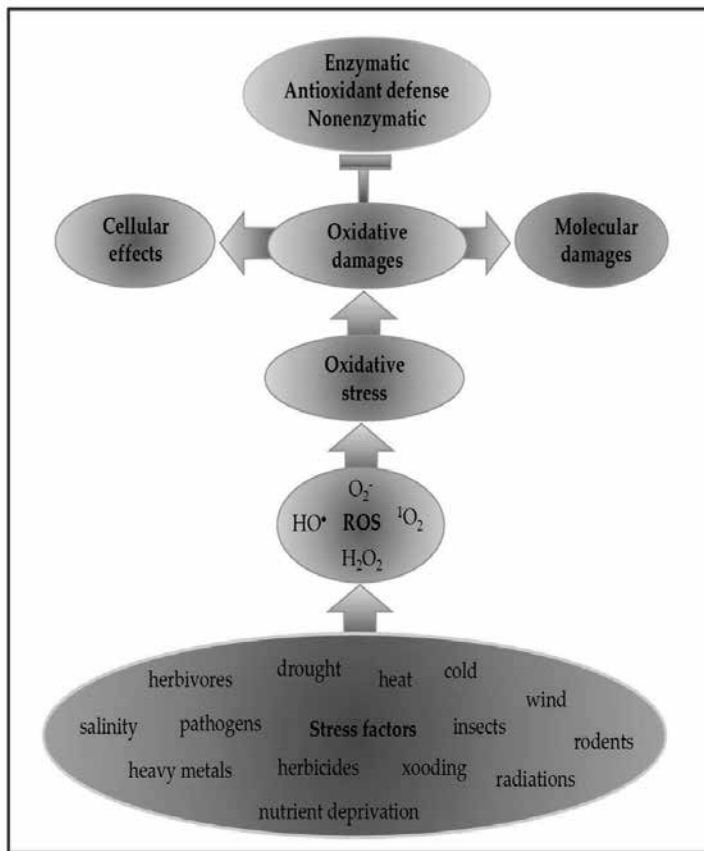 Enzymatic
Antioxidant defense
Nonenzymatic
Cellular
effects
Oxidative
damages
Molecular
damages
Oxidative
stress
O₂⁻
HO• ROS ¹O₂
H₂O₂
herbivores drought heat cold
wind
salinity pathogens Stress factors insects
rodents
heavy metals herbicides xooding
radiations
nutrient deprivation